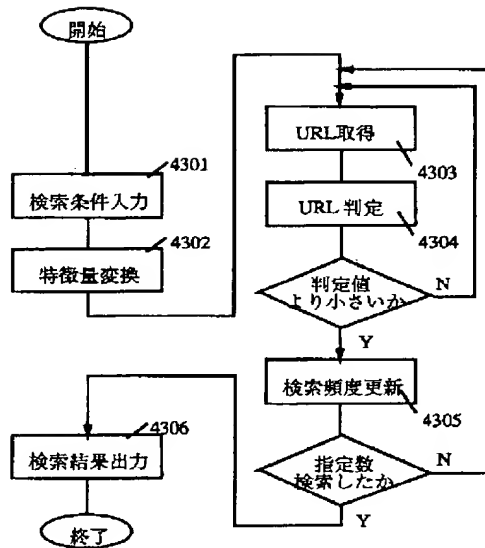 開始
4301
検索条件入力
4302
特徴量変換
URL取得
4303
URL 判定
4304
判定値
より小さいか
N
Y
検索頻度更新
4305
指定数
検索したか
N
Y
4306
検索結果出力
終了